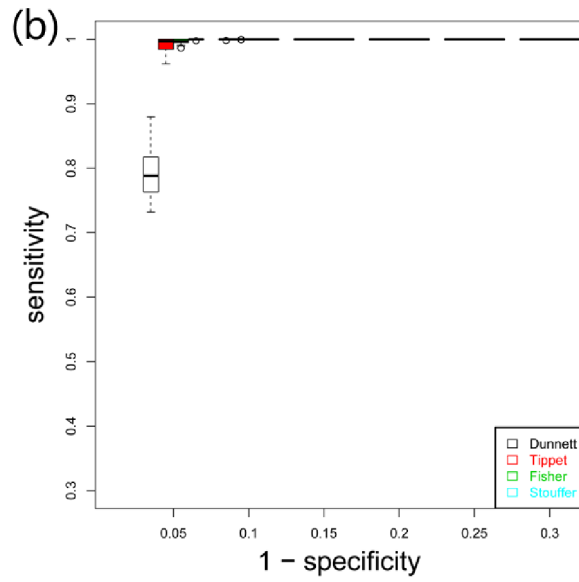 (b)
sensitivity
1
0.9
0.8
0.7
0.6
0.5
0.4
0.3
Dunnett
Tippet
Fisher
Stouffer
0.05 0.1 0.15 0.2 0.25 0.3
1 − specificity